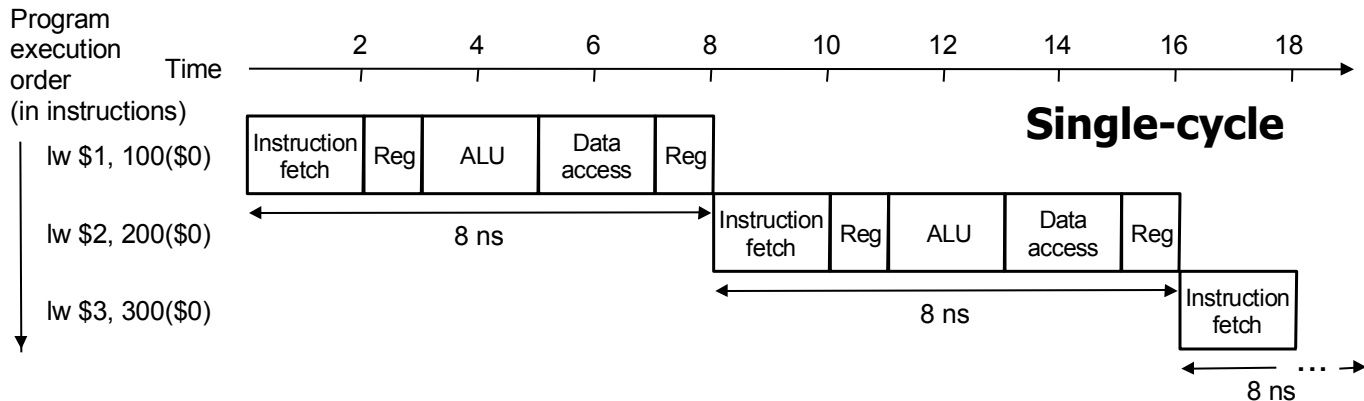 Program
execution
order
(in instructions)
Time
2 4 6 8 10 12 14 16 18
Single-cycle
lw $1, 100($0)
Instruction
fetch
Reg
ALU
Data
access
Reg
8 ns
lw $2, 200($0)
Instruction
fetch
Reg
ALU
Data
access
Reg
8 ns
lw $3, 300($0)
Instruction
fetch
...
8 ns